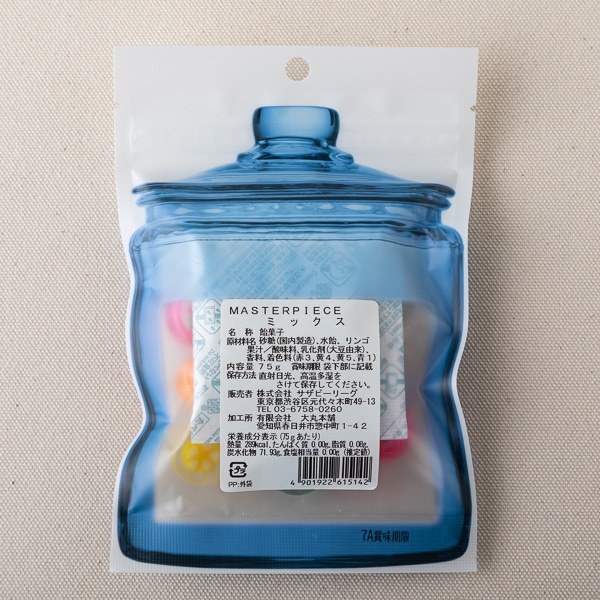 MASTERPIECE
ミックス
名 称 飴菓子
原材料名 砂糖(国内製造)、水飴、リンゴ
果汁/酸味料、乳化剤(大豆由来)、
香料、着色料(赤3、黄4、黄5、青1)
内容量 75g 賞味期限 袋下部に記載
保存方法 直射日光、高温多湿を
さけて保存してください。
販売者 株式会社 サザビーリーグ
東京都渋谷区元代々木町49-13
TEL 03-6758-0260
加工所 有限会社 大丸本舗
愛知県春日井市惣中町1-42
栄養成分表示(75gあたり)
熱量 289kcal、たんぱく質 0.00g、脂質 0.08g、
炭水化物 71.93g、食塩相当量 0.00g (推定値)
プラ
PP:外袋
4 901922 615142
7A賞味期限